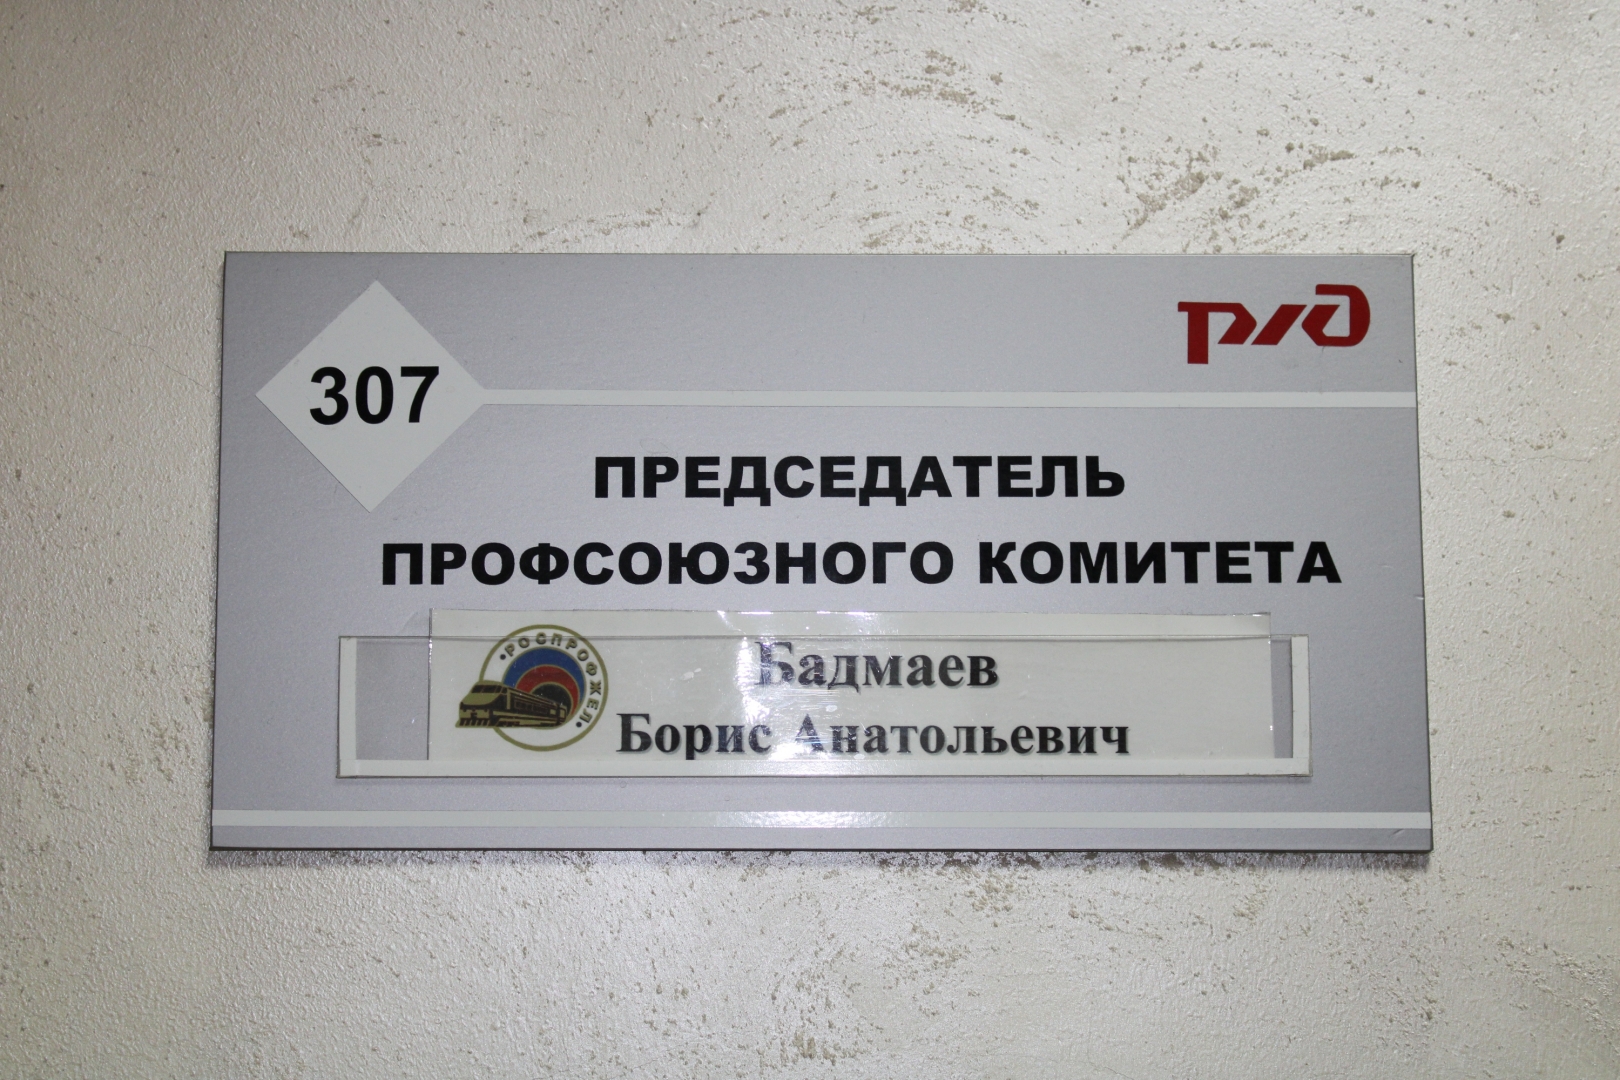 307
ржд
ПРЕДСЕДАТЕЛЬ
ПРОФСОЮЗНОГО КОМИТЕТА
•РОСПРОФЖЕЛ•
Бадмаев
Борис Анатольевич